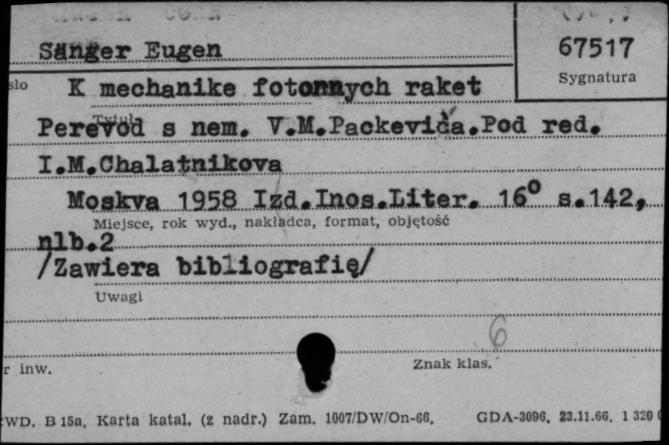 Sänger Eugen
67517
Sygnatura
K mechanike fotonnych raket
Tytuł
Perevod s nem. V.M.Packeviča.Pod red.
I.M.Chalatnikova
Moskva 1958 Izd.Inos.Liter. 16° s.142,
Miejsce, rok wyd., nakładca, format, objętość
nlb.2
/Zawiera bibliografię/
Uwagi
6
r inw.
Znak klas.
WD. B 15a. Karta katal. (z nadr.) Zam. 1007/DW/On-66. GDA-3096. 23.11.66. 1 320